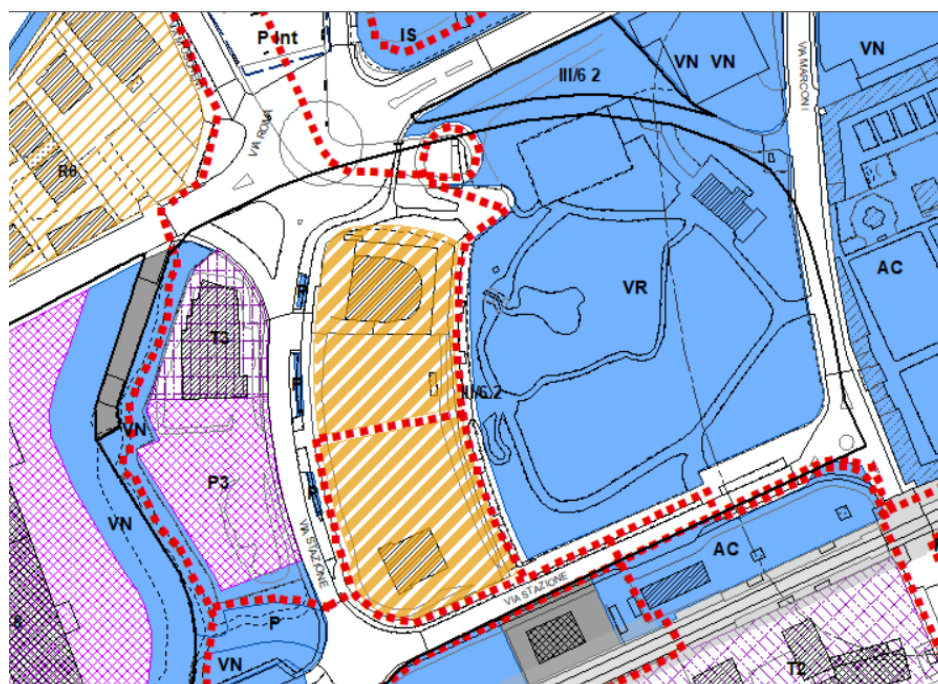 IS
P Int
VN VN
VN
III/6 2
VIA MARCONI
VIA ROMA
R6
AC
VR
P
T3
P
III/6.2
VN
P3
P
VN
VIA STAZIONE
AC
VIA STAZIONE
P
VN
T2